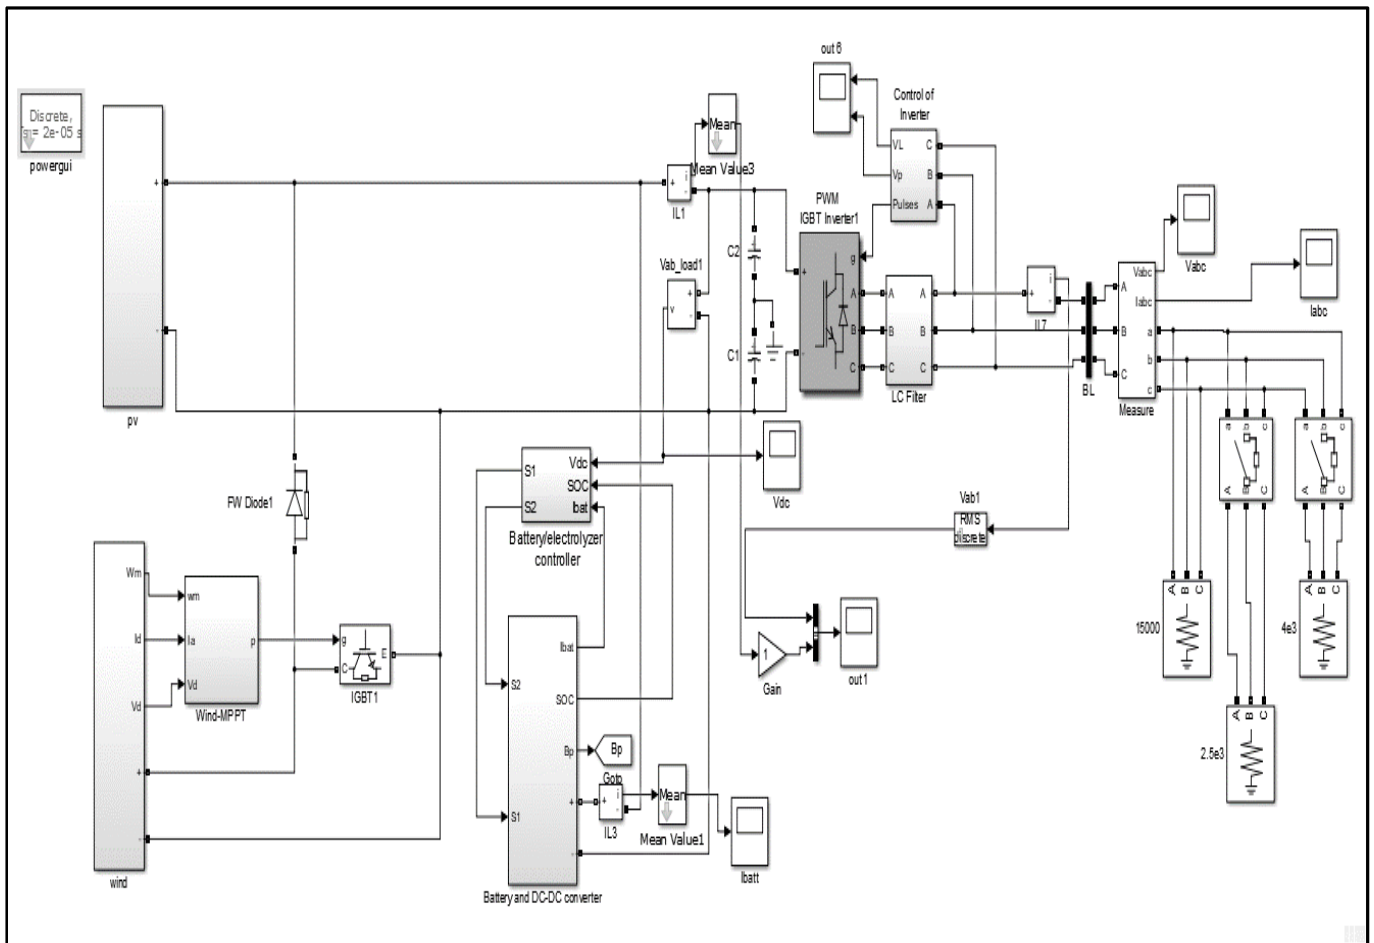 Discrete,
= 2e-05 s
powergui
+
-
pv
out 6
Control of
Inverter
VL
Vp
Pulses
C
B
A
Mean
Mean Value3
+
i
-
IL1
Vab_load1
+
v
-
C2
C1
PWM
IGBT Inverter1
g
+
-
A
B
C
A
B
C
A
B
C
LC Filter
+
i
-
IL7
BL
Vabc
Iabc
A
B
C
a
b
c
Measure
Vabc
Iabc
a
b
c
A
B
C
a
b
c
A
B
C
A
B
C
15000
A
B
C
4e3
A
B
C
2.5e3
FW Diode1
Vdc
SOC
Ibat
S1
S2
Battery/electrolyzer
controller
Vdc
Vab1
RMS
discrete
1
Gain
out 1
Wm
Id
Vd
+
-
wind
wm
Ia
Vd
p
Wind-MPPT
g
C
E
IGBT1
S2
S1
Ibat
SOC
Bp
+
-
Battery and DC-DC converter
Bp
Goto
+
i
-
IL3
Mean
Mean Value1
Ibatt